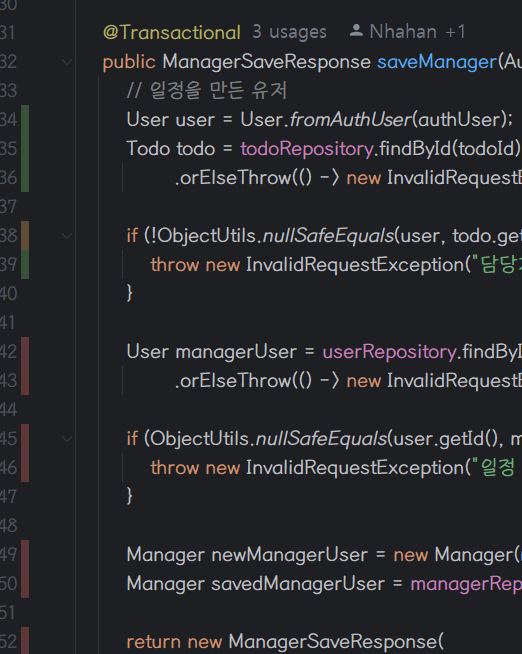 30
31 @Transactional 3 usages Nhahan +1
32 public ManagerSaveResponse saveManager(Au
33 // 일정을 만든 유저
34 User user = User.fromAuthUser(authUser);
35 Todo todo = todoRepository.findById(todoId)
36 .orElseThrow(() -> new InvalidRequestE
37
38 if (!ObjectUtils.nullSafeEquals(user, todo.get
39 throw new InvalidRequestException("담당
40 }
41
42 User managerUser = userRepository.findByI
43 .orElseThrow(() -> new InvalidRequestE
44
45 if (ObjectUtils.nullSafeEquals(user.getId(), m
46 throw new InvalidRequestException("일정
47 }
48
49 Manager newManagerUser = new Manager(
50 Manager savedManagerUser = managerRep
51
52 return new ManagerSaveResponse(